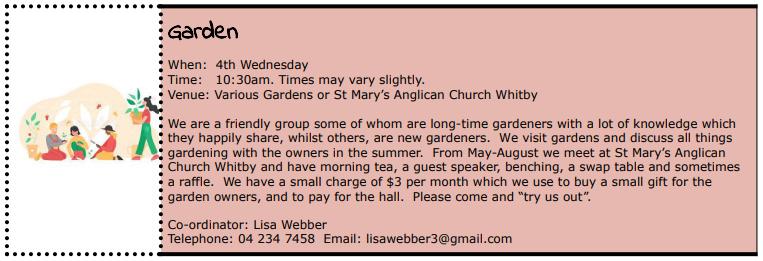 Garden
When: 4th Wednesday
Time: 10:30am. Times may vary slightly.
Venue: Various Gardens or St Mary's Anglican Church Whitby
We are a friendly group some of whom are long-time gardeners with a lot of knowledge which
they happily share, whilst others, are new gardeners. We visit gardens and discuss all things
gardening with the owners in the summer. From May-August we meet at St Mary's Anglican
Church Whitby and have morning tea, a guest speaker, benching, a swap table and sometimes
a raffle. We have a small charge of $3 per month which we use to buy a small gift for the
garden owners, and to pay for the hall. Please come and "try us out".
Co-ordinator: Lisa Webber
Telephone: 04 234 7458 Email: lisawebber3@gmail.com